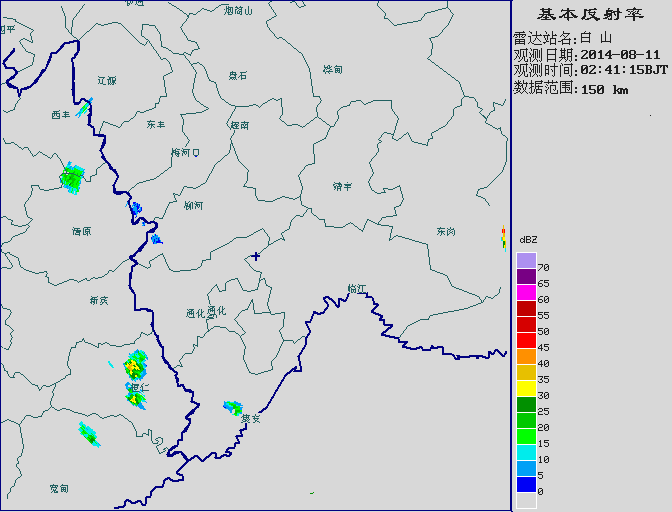 基本反射率
雷达站名:白 山
观测日期:2014-08-11
观测时间:02:41:15BJT
数据范围:150 km
dBZ
70
65
60
55
50
45
40
35
30
25
20
15
10
5
0
四平
烟筒山
辽源
盘石
桦甸
西丰
东丰
辉南
梅河口
靖宇
柳河
清原
东岗
临江
新宾
通化
通化
桓仁
集安
宽甸